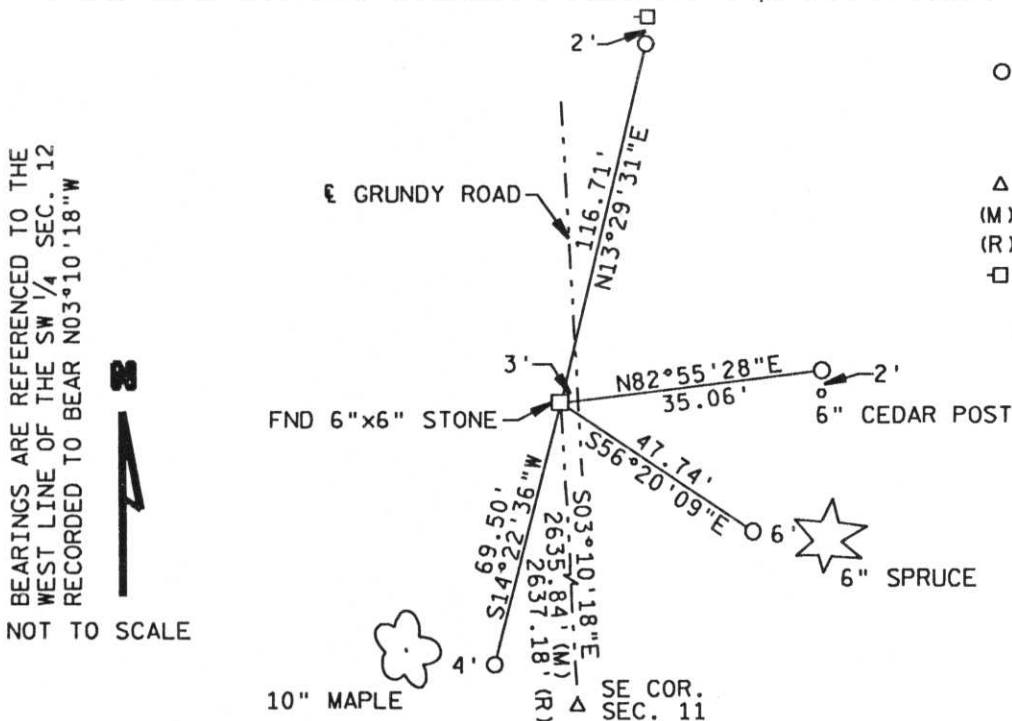 2'
116.71'
N13°29'31"E
℄ GRUNDY ROAD
(M)
(R)
BEARINGS ARE REFERENCED TO THE
WEST LINE OF THE SW 1/4 SEC. 12
RECORDED TO BEAR N03°10'18"W
N
NOT TO SCALE
3'
FND 6"x6" STONE
N82°55'28"E
35.06'
2'
6" CEDAR POST
47.74'
S56°20'09"E
6'
6" SPRUCE
69.50'
S14°22'36"W
S03°10'18"E
2635.84' (M)
2637.18' (R)
4'
10" MAPLE
SE COR.
SEC. 11